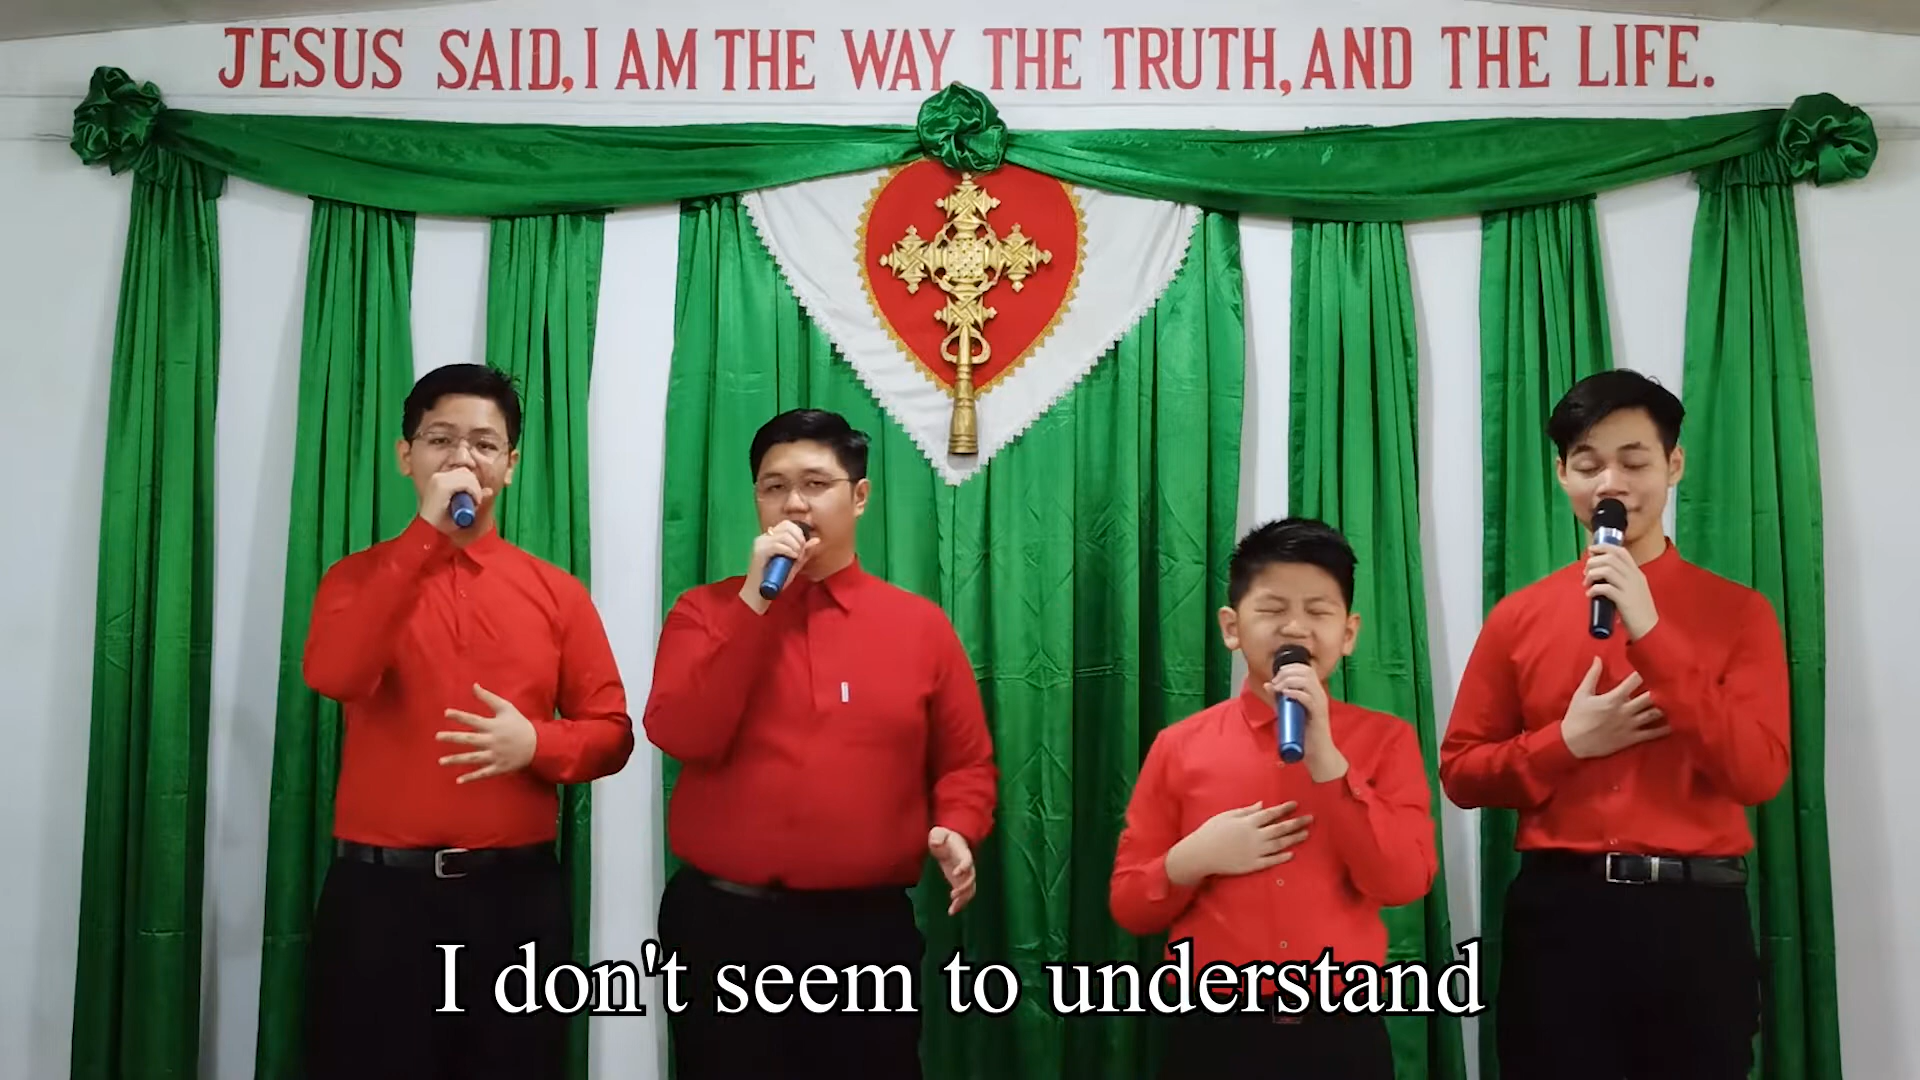 JESUS SAID, I AM THE WAY THE TRUTH, AND THE LIFE.
I don't seem to understand